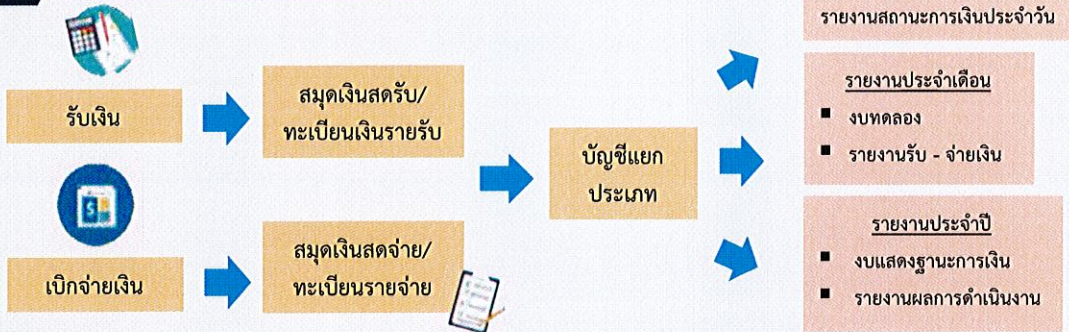 รับเงิน
สมุดเงินสดรับ/
ทะเบียนเงินรายรับ
เบิกจ่ายเงิน
สมุดเงินสดจ่าย/
ทะเบียนรายจ่าย
บัญชีแยก
ประเภท
รายงานสถานะการเงินประจำวัน
รายงานประจำเดือน
▪ งบทดลอง
▪ รายงานรับ - จ่ายเงิน
รายงานประจำปี
▪ งบแสดงฐานะการเงิน
▪ รายงานผลการดำเนินงาน